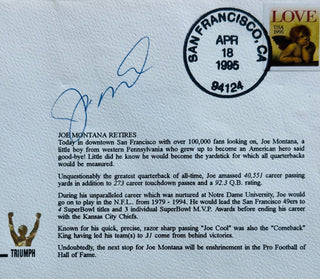 SAN FRANCISCO, CA
APR
18
1995
94124
LOVE
USA
1995
JOE MONTANA RETIRES
Today in downtown San Francisco with over 100,000 fans looking on, Joe Montana, a
little boy from western Pennsylvania who grew up to become an American hero said
good-bye! Little did he know he would become the yardstick for which all quarterbacks
would be measured.
Unquestionably the greatest quarterback of all-time, Joe amassed 40,551 career passing
yards in addition to 273 career touchdown passes and a 92.3 Q.B. rating.
During his unparalleled career which was nurtured at Notre Dame University, Joe would
go on to play in the N.F.L. from 1979 - 1994. He would lead the San Francisco 49ers to
4 SuperBowl titles and 3 individual SuperBowl M.V.P. Awards before ending his career
with the Kansas City Chiefs.
Known for his quick, precise, razor sharp passing "Joe Cool" was also the "Comeback"
King having led his team(s) to 31 come from behind victories.
Undoubtedly, the next stop for Joe Montana will be enshrinement in the Pro Football of
Hall of Fame.
TRIUMPH